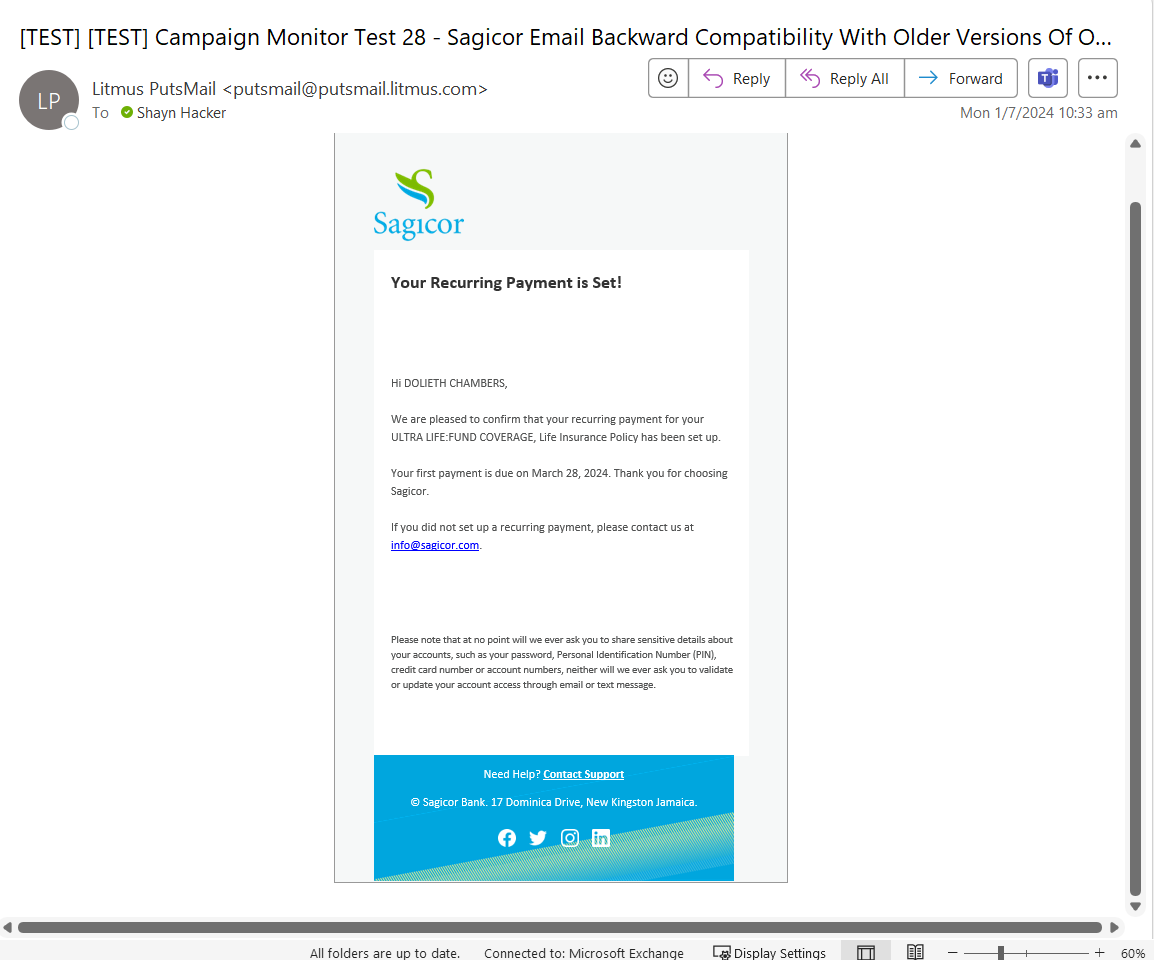 [TEST] [TEST] Campaign Monitor Test 28 - Sagicor Email Backward Compatibility With Older Versions Of O...
LP
Litmus PutsMail <putsmail@putsmail.litmus.com>
Reply
Reply All
Forward
To Shayn Hacker
Mon 1/7/2024 10:33 am
Sagicor
Your Recurring Payment is Set!
Hi DOLIETH CHAMBERS,
We are pleased to confirm that your recurring payment for your
ULTRA LIFE:FUND COVERAGE, Life Insurance Policy has been set up.
Your first payment is due on March 28, 2024. Thank you for choosing
Sagicor.
If you did not set up a recurring payment, please contact us at
info@sagicor.com.
Please note that at no point will we ever ask you to share sensitive details about
your accounts, such as your password, Personal Identification Number (PIN),
credit card number or account numbers, neither will we ever ask you to validate
or update your account access through email or text message.
Need Help? Contact Support
© Sagicor Bank. 17 Dominica Drive, New Kingston Jamaica.
All folders are up to date. Connected to: Microsoft Exchange Display Settings 60%